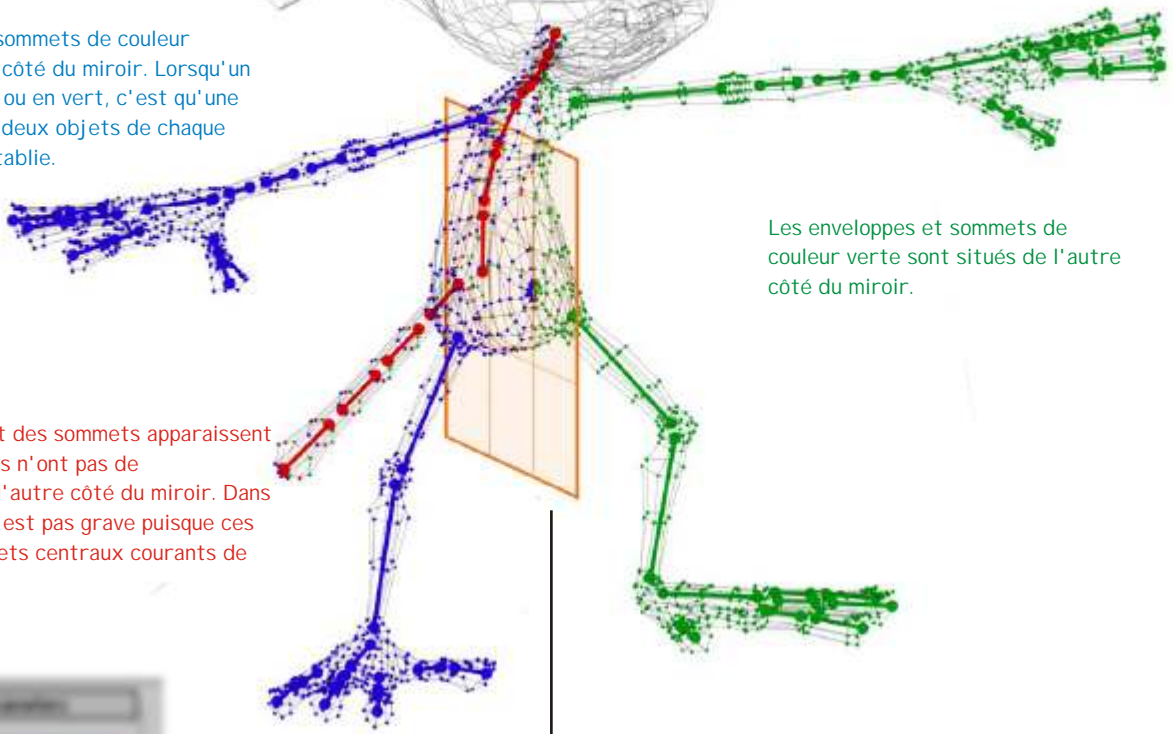 sommets de couleur
côté du miroir. Lorsqu'un
ou en vert, c'est qu'une
deux objets de chaque
tablie.
Les enveloppes et sommets de
couleur verte sont situés de l'autre
côté du miroir.
t des sommets apparaissent
s n'ont pas de
'autre côté du miroir. Dans
est pas grave puisque ces
ets centraux courants de